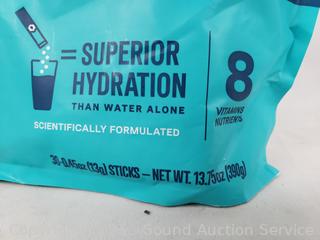 = SUPERIOR
HYDRATION
THAN WATER ALONE
SCIENTIFICALLY FORMULATED
8
VITAMINS
NUTRIENTS
30-0.45oz (13g) STICKS – NET WT. 13.75oz (390g)
Sound Auction Service